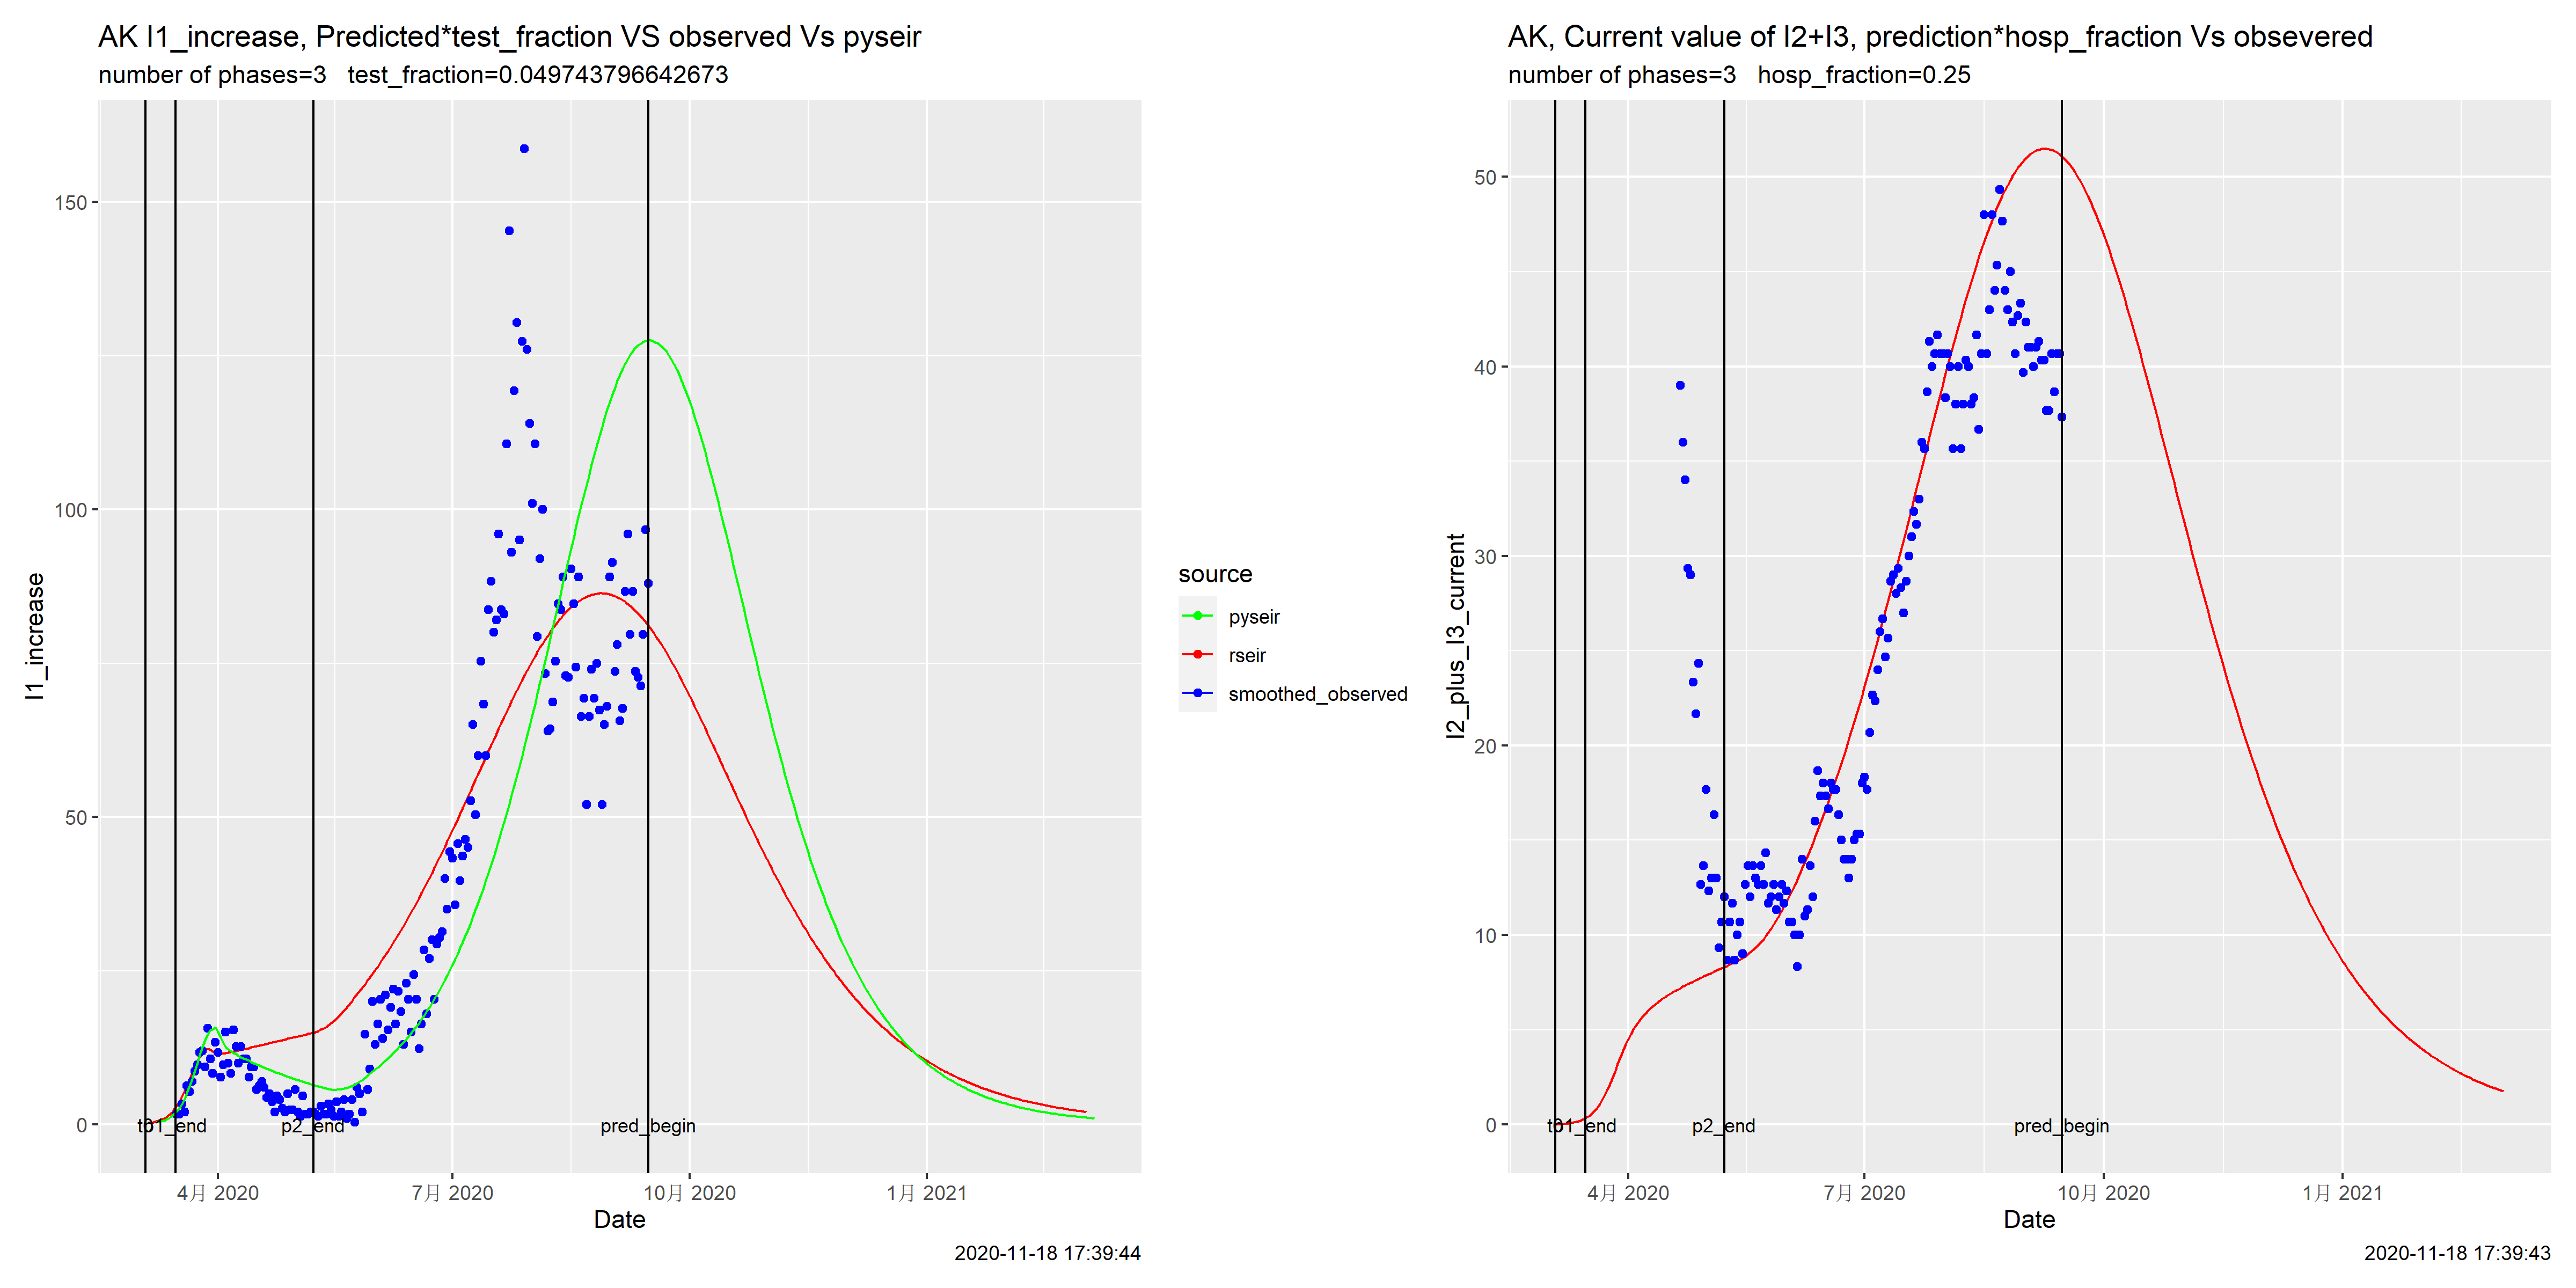 AK I1_increase, Predicted*test_fraction VS observed Vs pyseir
number of phases=3 test_fraction=0.049743796642673
I1_increase
150
100
50
0
t0
p1_end
p2_end
pred_begin
4月 2020
7月 2020
10月 2020
1月 2021
Date
2020-11-18 17:39:44
source
pyseir
rseir
smoothed_observed
AK, Current value of I2+I3, prediction*hosp_fraction Vs obsevered
number of phases=3 hosp_fraction=0.25
I2_plus_I3_current
50
40
30
20
10
0
t0
p1_end
p2_end
pred_begin
4月 2020
7月 2020
10月 2020
1月 2021
Date
2020-11-18 17:39:43